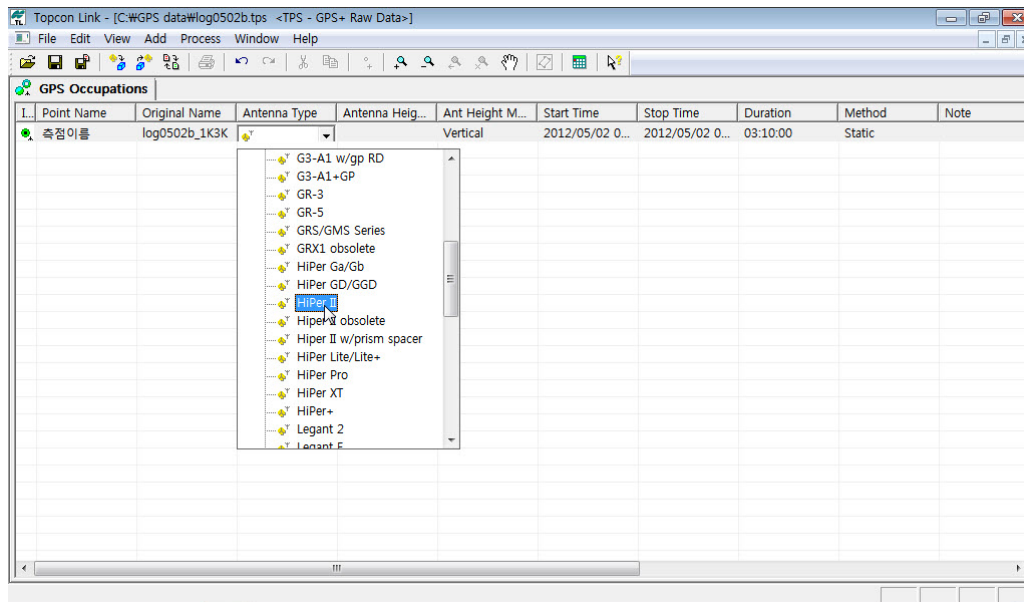 Topcon Link - [C:₩GPS data₩log0502b.tps <TPS - GPS+ Raw Data>]
File Edit View Add Process Window Help
GPS Occupations
I... Point Name Original Name Antenna Type Antenna Heig... Ant Height M... Start Time Stop Time Duration Method Note
측점이름 log0502b_1K3K Vertical 2012/05/02 0... 2012/05/02 0... 03:10:00 Static
G3-A1 w/gp RD
G3-A1+GP
GR-3
GR-5
GRS/GMS Series
GRX1 obsolete
HiPer Ga/Gb
HiPer GD/GGD
HiPer II
Hiper II obsolete
Hiper II w/prism spacer
HiPer Lite/Lite+
HiPer Pro
HiPer XT
HiPer+
Legant 2
Legant E